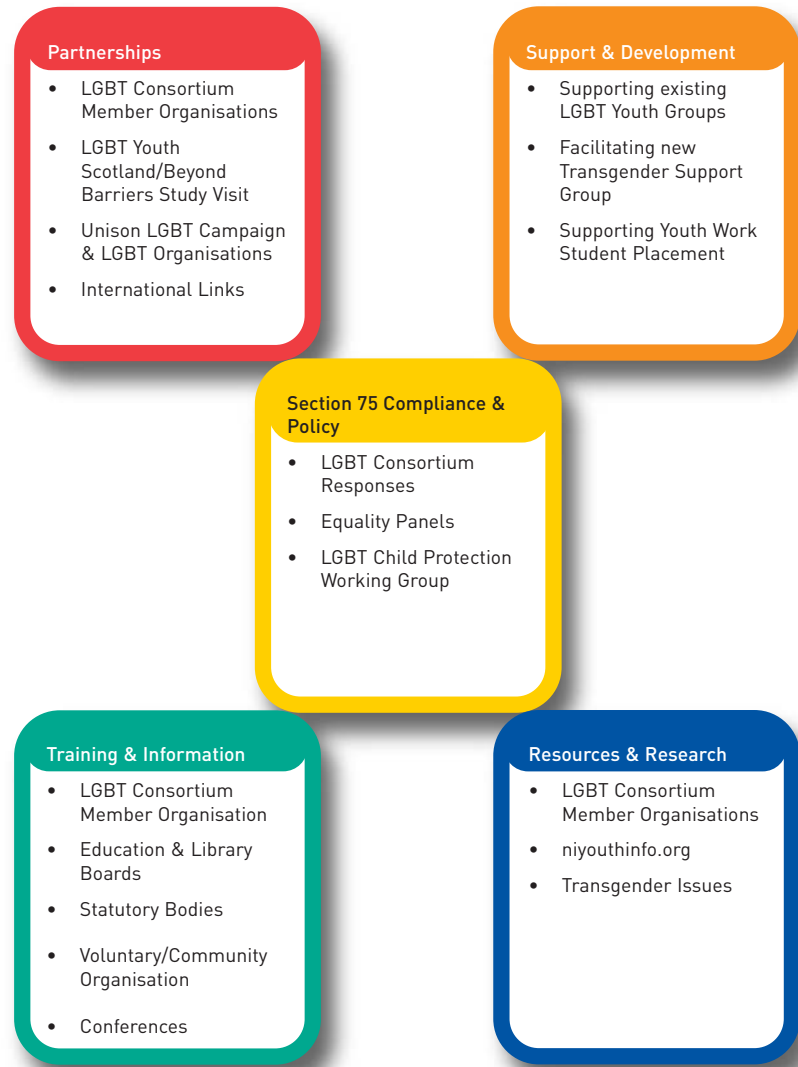 Partnerships
• LGBT Consortium
Member Organisations
• LGBT Youth
Scotland/Beyond
Barriers Study Visit
• Unison LGBT Campaign
& LGBT Organisations
• International Links
Support & Development
• Supporting existing
LGBT Youth Groups
• Facilitating new
Transgender Support
Group
• Supporting Youth Work
Student Placement
Section 75 Compliance &
Policy
• LGBT Consortium
Responses
• Equality Panels
• LGBT Child Protection
Working Group
Training & Information
• LGBT Consortium
Member Organisation
• Education & Library
Boards
• Statutory Bodies
• Voluntary/Community
Organisation
• Conferences
Resources & Research
• LGBT Consortium
Member Organisations
• niyouthinfo.org
• Transgender Issues